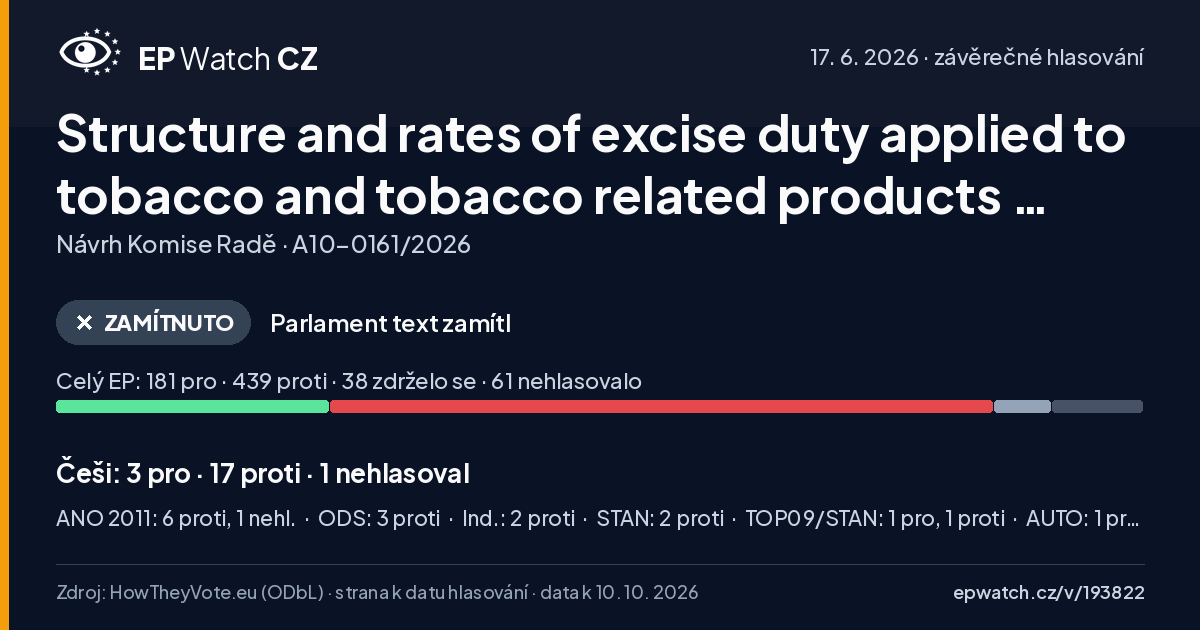 EP Watch CZ
17. 6. 2026 · závěrečné hlasování
Structure and rates of excise duty applied to
tobacco and tobacco related products …
Návrh Komise Radě · A10–0161/2026
✕ ZAMÍTNUTO Parlament text zamítl
Celý EP: 181 pro · 439 proti · 38 zdrželo se · 61 nehlasovalo
Češi: 3 pro · 17 proti · 1 nehlasoval
ANO 2011: 6 proti, 1 nehl. · ODS: 3 proti · Ind.: 2 proti · STAN: 2 proti · TOP09/STAN: 1 pro, 1 proti · AUTO: 1 pr…
Zdroj: HowTheyVote.eu (ODbL) · strana k datu hlasování · data k 10. 10. 2026
epwatch.cz/v/193822